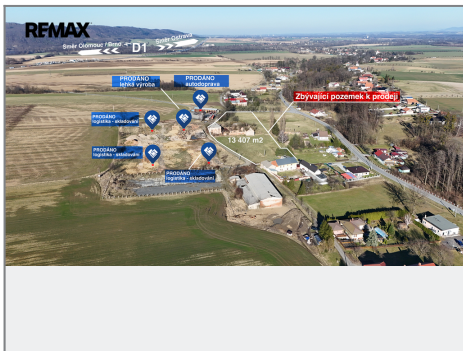 RE/MAX
Směr Olomouc / Brno
D1
Směr Ostrava
PRODÁNO
lehká výroba
PRODÁNO
autodoprava
Zbývající pozemek k prodeji
PRODÁNO
logistika - skladování
13 407 m2
PRODÁNO
logistika - skladování
PRODÁNO
logistika - skladování